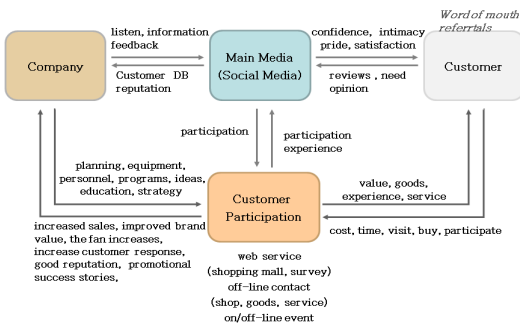 Word of mouth
referrtals
listen, information
feedback
confidence, intimacy
pride, satisfaction
Company
Main Media
(Social Media)
Customer
Customer DB
reputation
reviews , need
opinion
participation
participation
experience
planning, equipment,
personnel, programs, ideas,
education, strategy
Customer
Participation
value, goods,
experience, service
increased sales, improved brand
value, the fan increases,
increase customer response,
good reputation, promotional
success stories,
cost, time, visit, buy, participate
web service
(shopping mall, survey)
off-line contact
(shop, goods, service)
on/off-line event